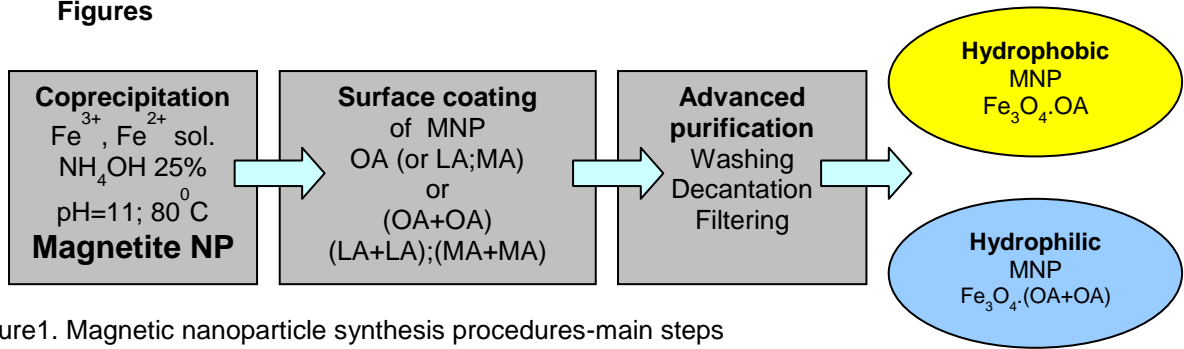 Figures
Coprecipitation
Fe³⁺, Fe²⁺ sol.
NH₄OH 25%
pH=11; 80⁰C
Magnetite NP
Surface coating
of MNP
OA (or LA;MA)
or
(OA+OA)
(LA+LA);(MA+MA)
Advanced
purification
Washing
Decantation
Filtering
Hydrophobic
MNP
Fe₃O₄.OA
Hydrophilic
MNP
Fe₃O₄.(OA+OA)
ure1. Magnetic nanoparticle synthesis procedures-main steps